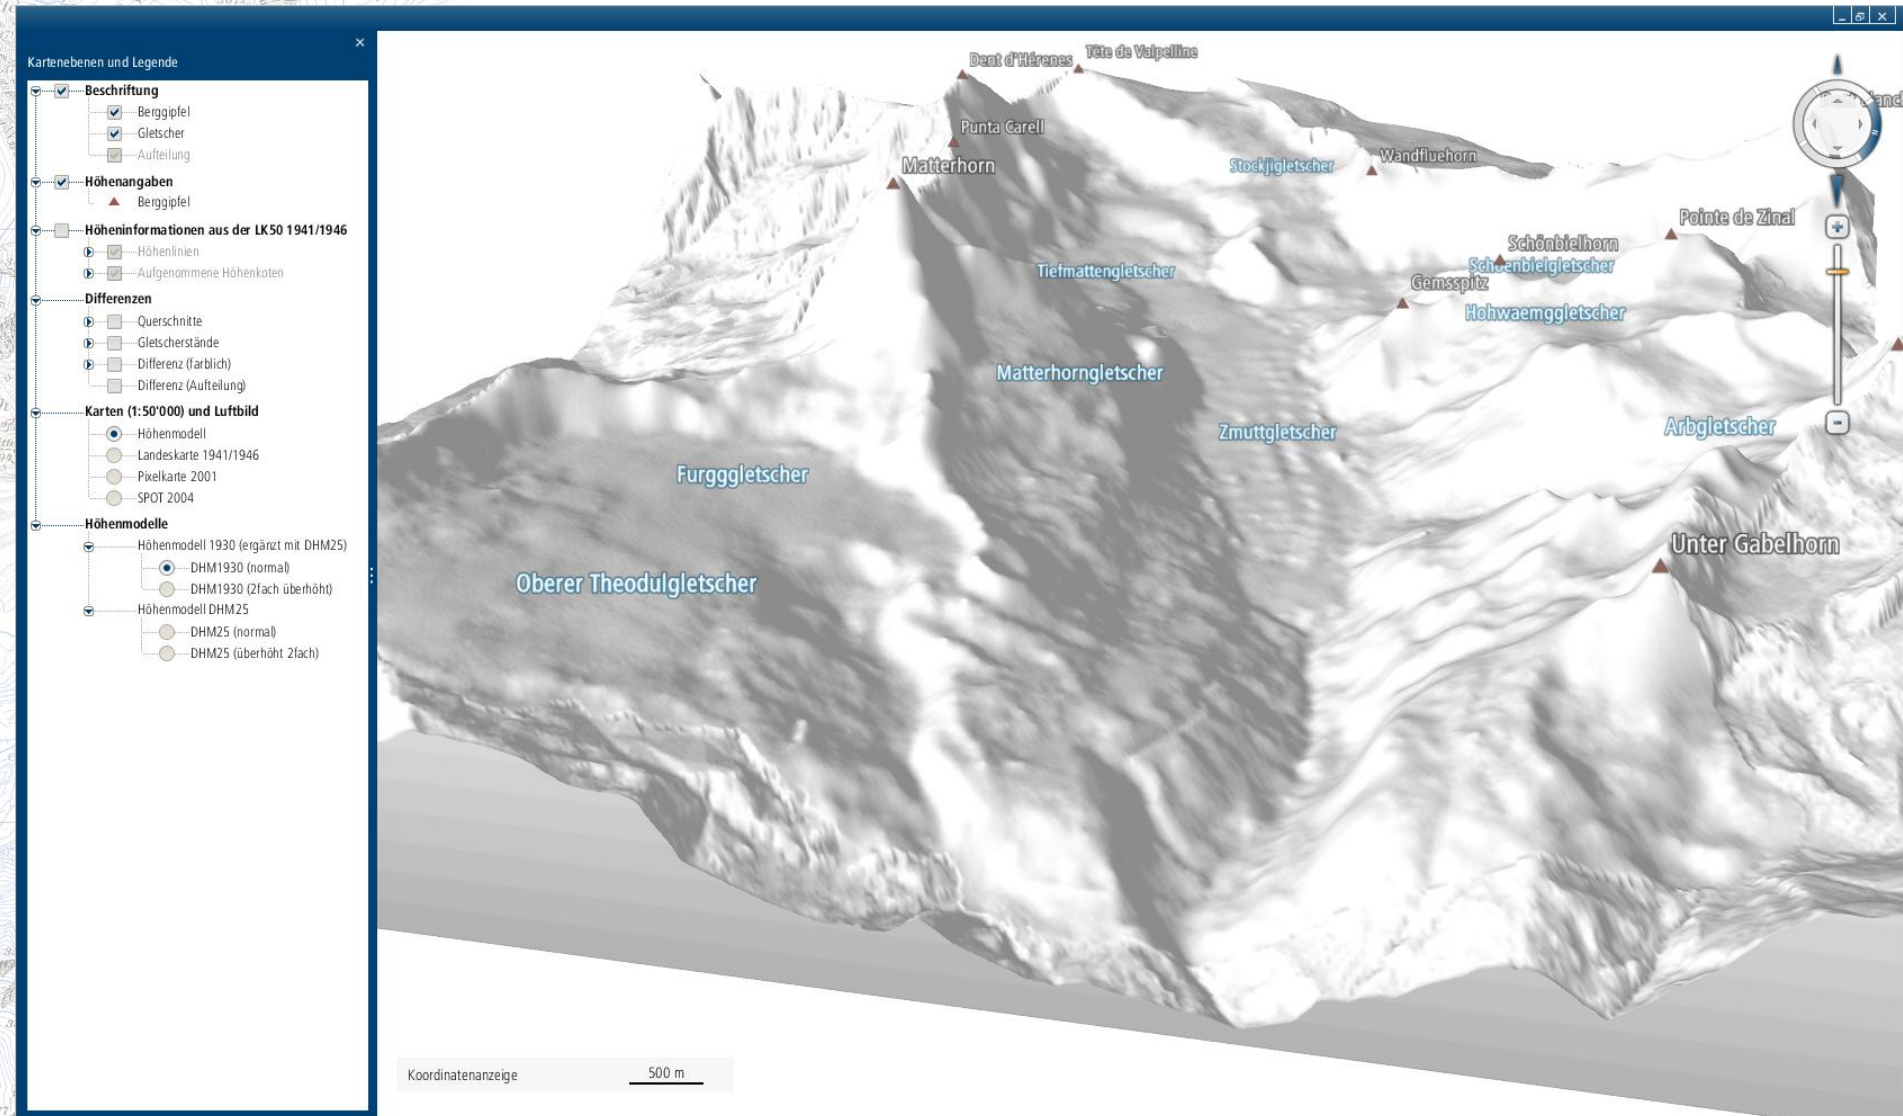 Kartenebenen und Legende
Beschriftung
Berggipfel
Gletscher
Aufteilung
Höhenangaben
Berggipfel
Höheninformationen aus der LK50 1941/1946
Höhenlinien
Aufgenommene Höhenkoten
Differenzen
Querschnitte
Gletscherstände
Differenz (farblich)
Differenz (Aufteilung)
Karten (1:50'000) und Luftbild
Höhenmodell
Landeskarte 1941/1946
Pixelkarte 2001
SPOT 2004
Höhenmodelle
Höhenmodell 1930 (ergänzt mit DHM25)
DHM1930 (normal)
DHM1930 (2fach überhöht)
Höhenmodell DHM25
DHM25 (normal)
DHM25 (überhöht 2fach)
Tête de Valpelline
Dent d'Hérenes
Punta Carell
Matterhorn
Wandfluehorn
Stockjigletscher
Pointe de Zinal
Schönbielhorn
Schoenbielgletscher
Tiefmattengletscher
Gemsspitz
Hohwaemggletscher
Matterhorngletscher
Arbgletscher
Zmuttgletscher
Furgggletscher
Unter Gabelhorn
Oberer Theodulgletscher
N
Koordinatenanzeige
500 m